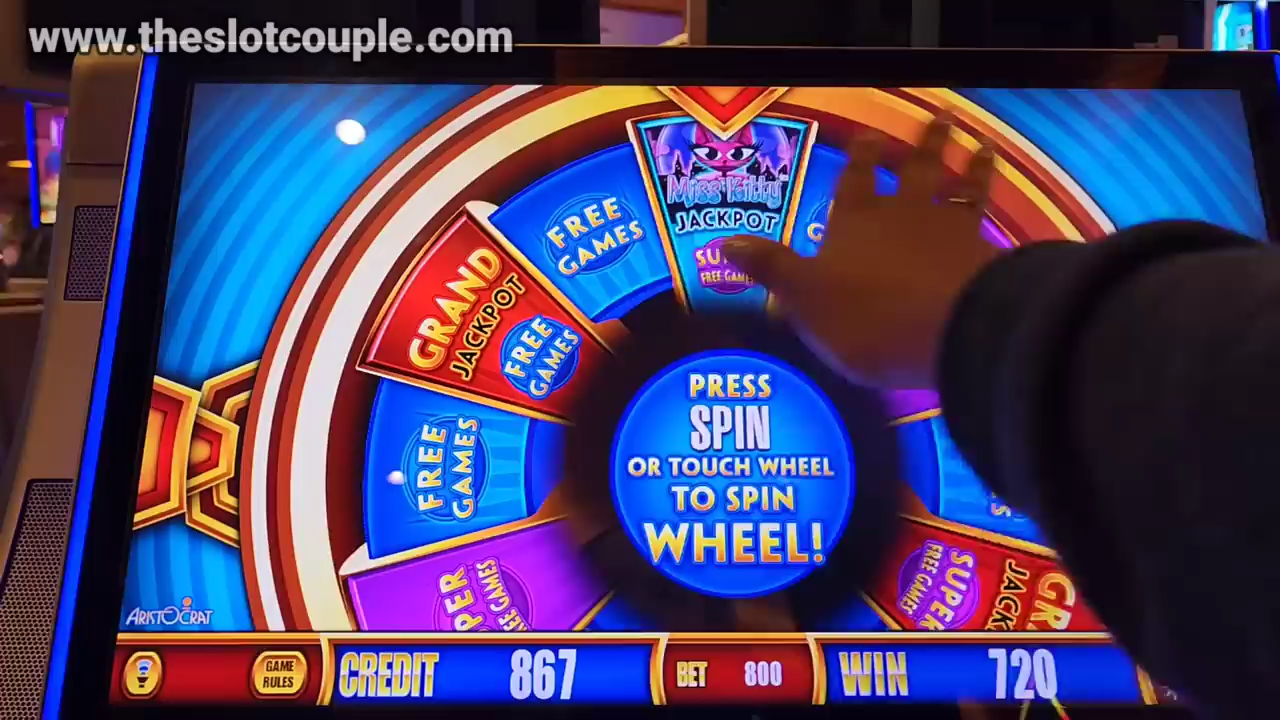 www.theslotcouple.com
Miss Kitty
JACKPOT
FREE
GAMES
GRAND
JACKPOT
FREE
GAMES
FREE
GAMES
PRESS
SPIN
OR TOUCH WHEEL
TO SPIN
WHEEL!
SUPER
FREE GAMES
ARISTOCRAT
GAME
RULES
CREDIT 867
BET 800
WIN 720